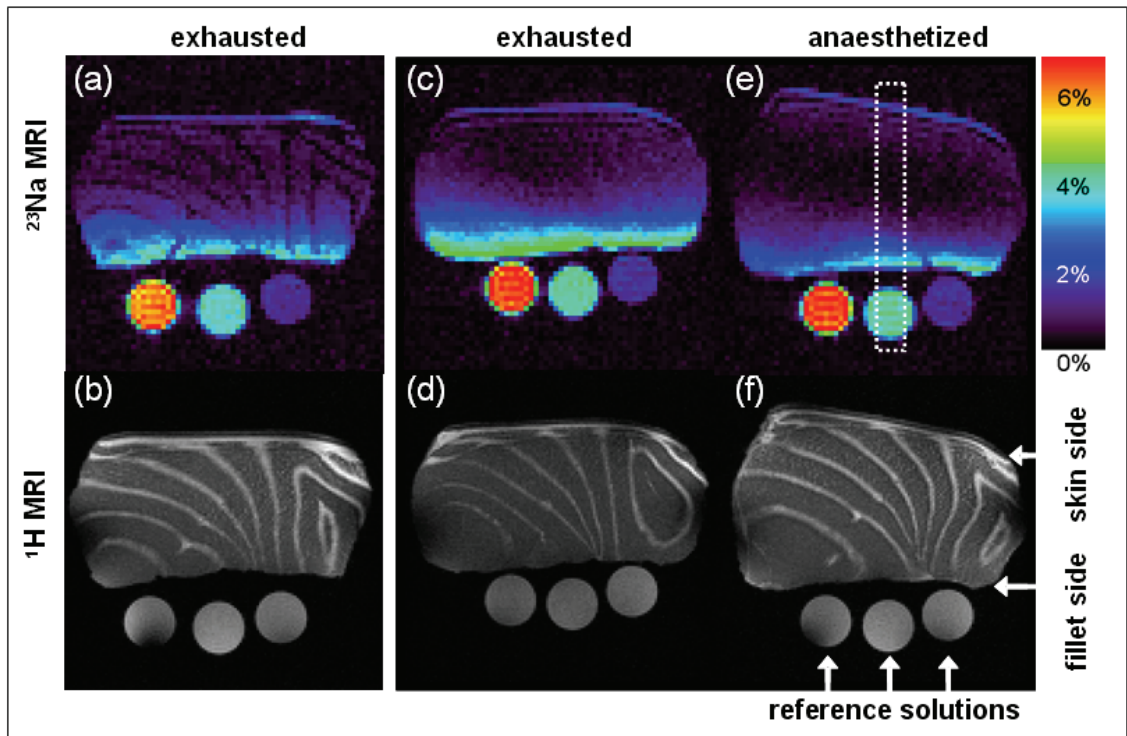 exhausted exhausted anaesthetized
(a) (c) (e)
6%
4%
2%
0%
²³Na MRI
(b) (d) (f)
¹H MRI
skin side
fillet side
reference solutions